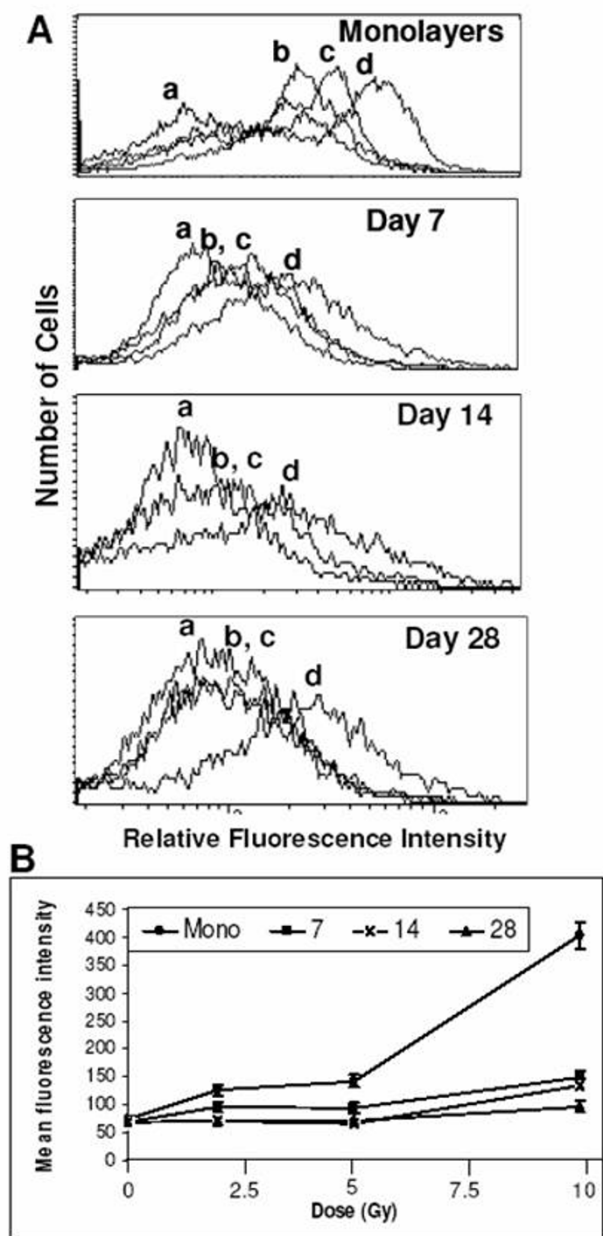 A
Monolayers
a
b
c
d
Day 7
a
b, c
d
Number of Cells
Day 14
a
b, c
d
Day 28
a
b, c
d
Relative Fluorescence Intensity
B
Mean fluorescence intensity
450
400
350
300
250
200
150
100
50
0
Mono 7 14 28
0 2.5 5 7.5 10
Dose (Gy)